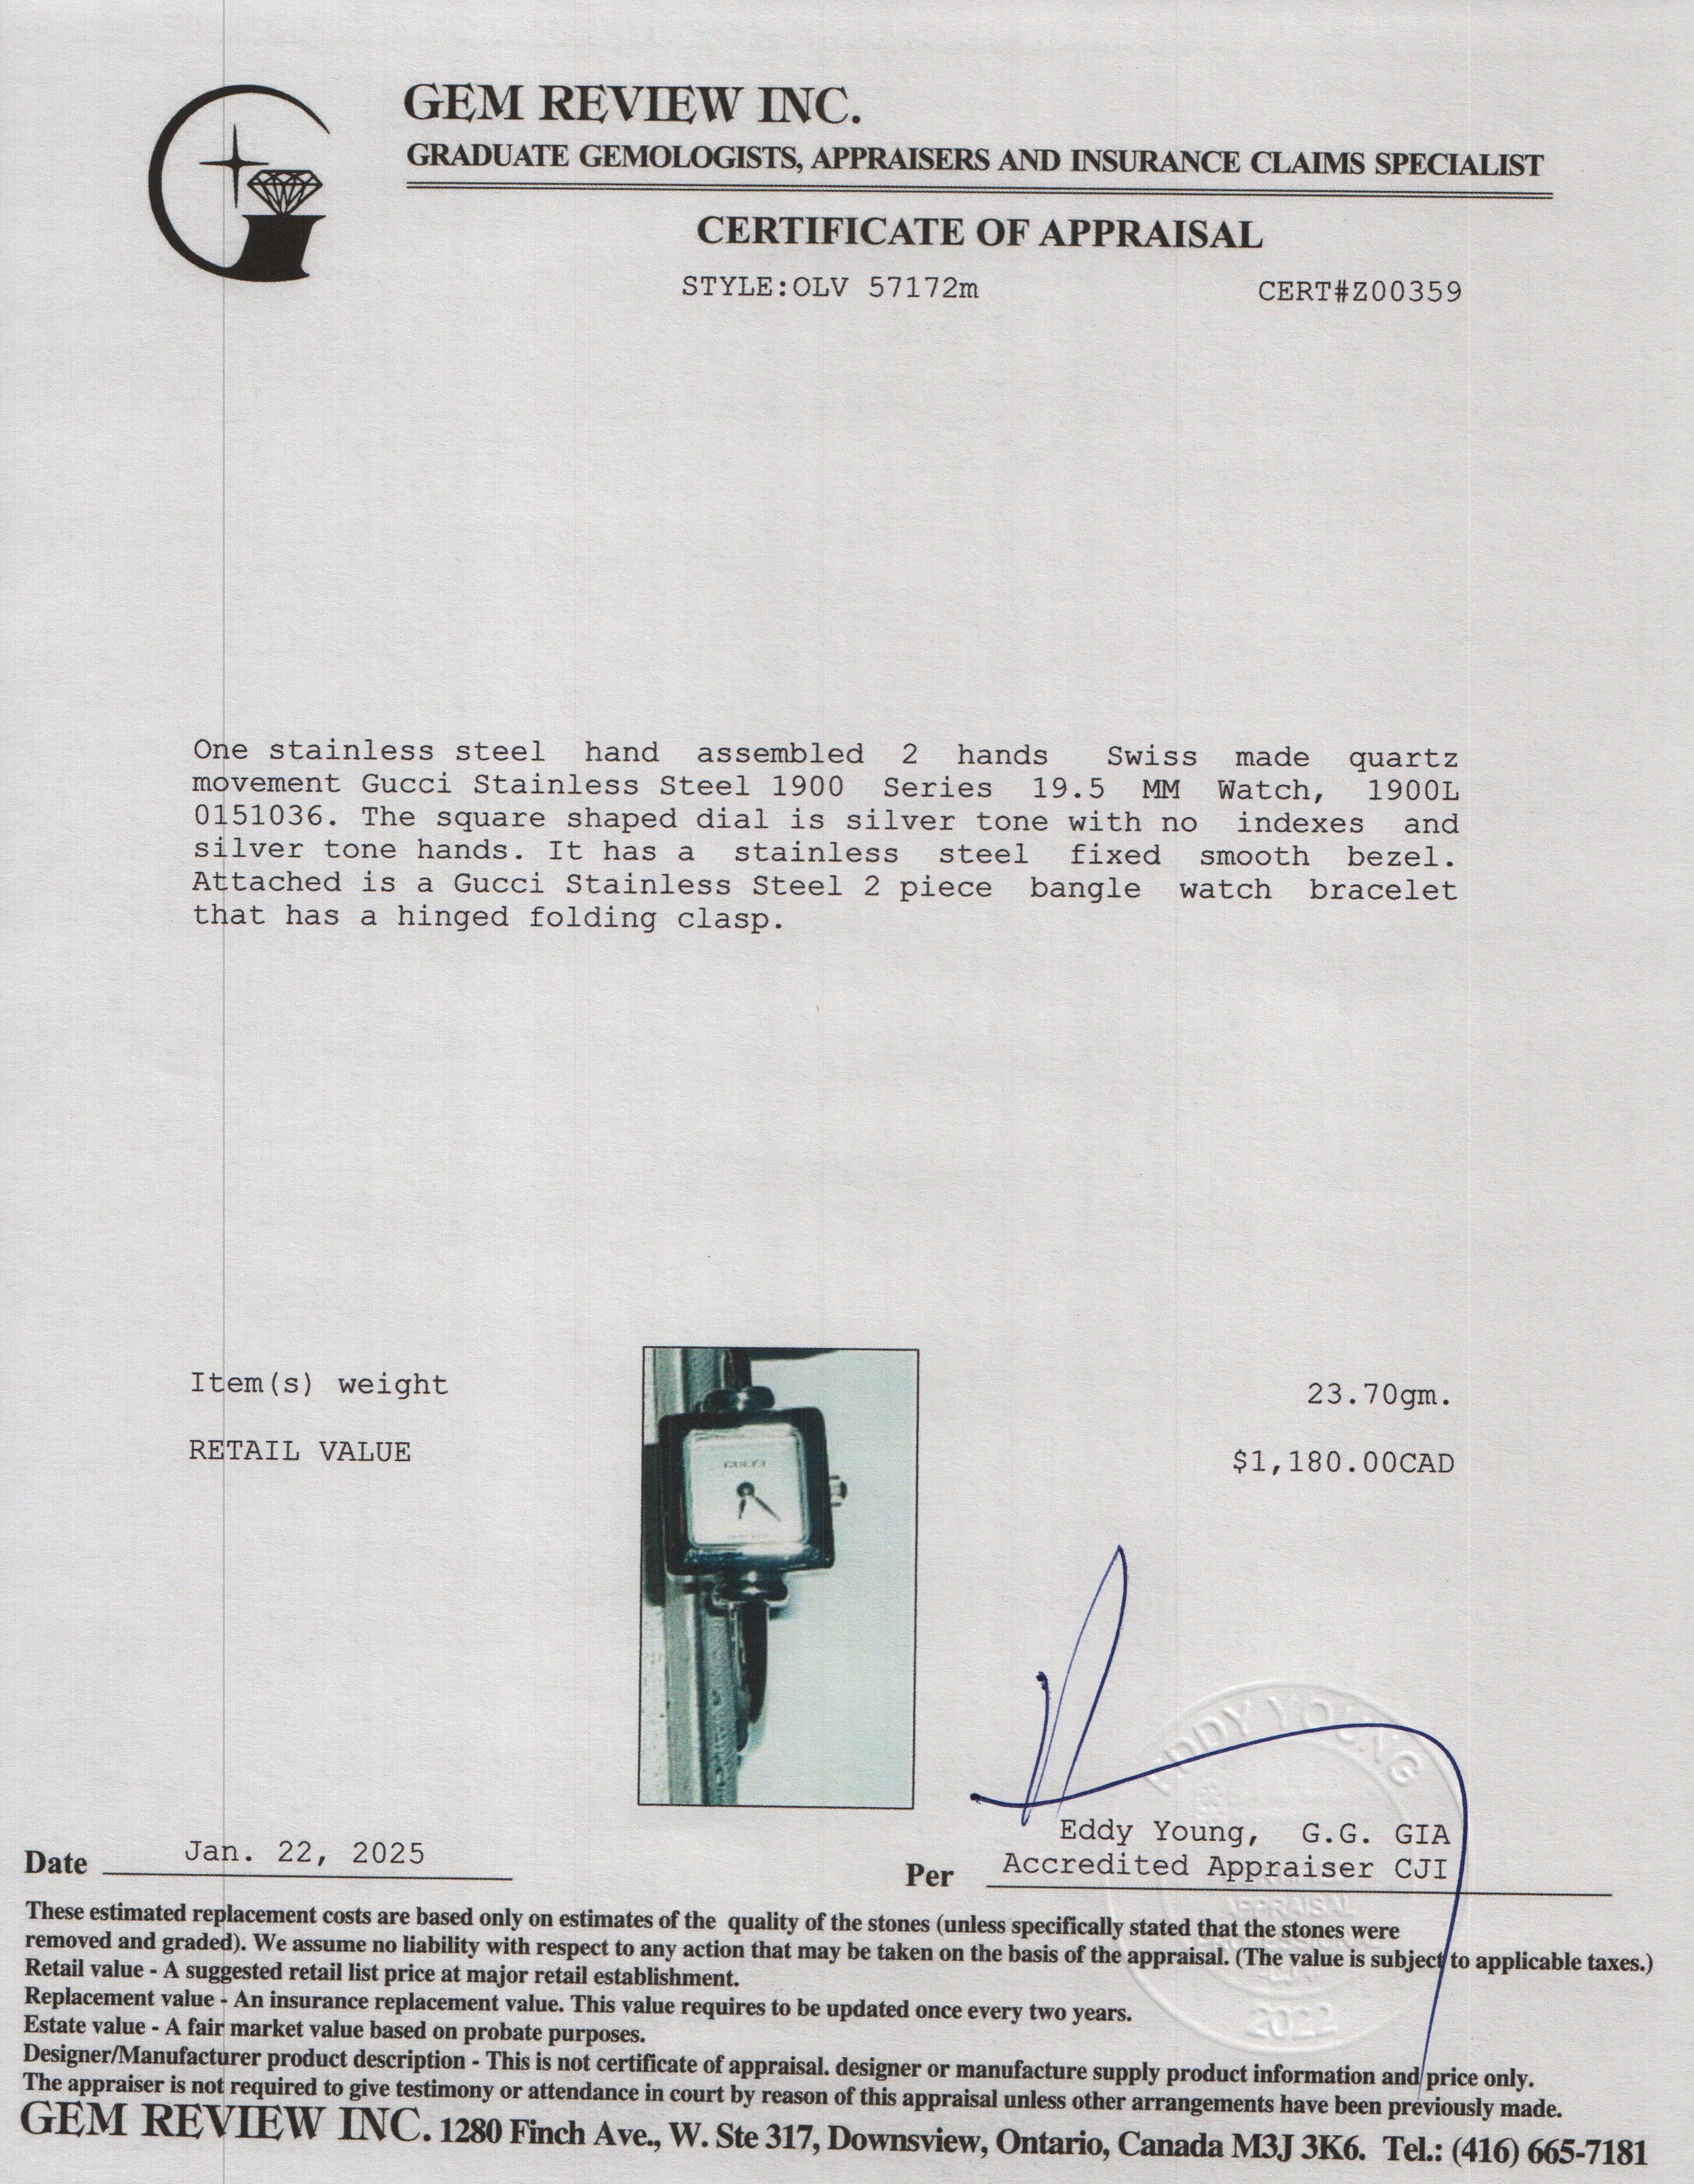 GEM REVIEW INC.
GRADUATE GEMOLOGISTS, APPRAISERS AND INSURANCE CLAIMS SPECIALIST
CERTIFICATE OF APPRAISAL
STYLE:OLV 57172m
CERT#Z00359
One stainless steel hand assembled 2 hands Swiss made quartz
movement Gucci Stainless Steel 1900 Series 19.5 MM Watch, 1900L
0151036. The square shaped dial is silver tone with no indexes and
silver tone hands. It has a stainless steel fixed smooth bezel.
Attached is a Gucci Stainless Steel 2 piece bangle watch bracelet
that has a hinged folding clasp.
Item(s) weight
23.70gm.
RETAIL VALUE
$1,180.00CAD
GUCCI
EDDY YOUNG
Date Jan. 22, 2025
Per Eddy Young, G.G. GIA
Accredited Appraiser CJI
APPRAISAL
2022
These estimated replacement costs are based only on estimates of the quality of the stones (unless specifically stated that the stones were
removed and graded). We assume no liability with respect to any action that may be taken on the basis of the appraisal. (The value is subject to applicable taxes.)
Retail value - A suggested retail list price at major retail establishment.
Replacement value - An insurance replacement value. This value requires to be updated once every two years.
Estate value - A fair market value based on probate purposes.
Designer/Manufacturer product description - This is not certificate of appraisal. designer or manufacture supply product information and price only.
The appraiser is not required to give testimony or attendance in court by reason of this appraisal unless other arrangements have been previously made.
GEM REVIEW INC. 1280 Finch Ave., W. Ste 317, Downsview, Ontario, Canada M3J 3K6. Tel.: (416) 665-7181